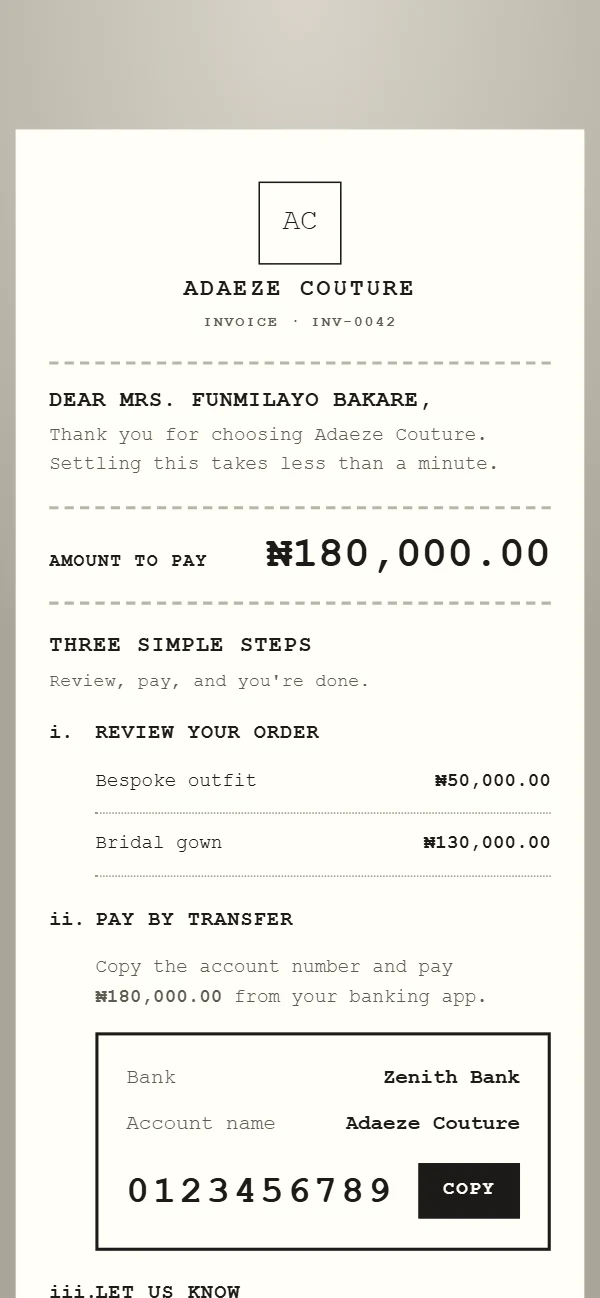 AC
ADAEZE COUTURE
INVOICE · INV-0042
DEAR MRS. FUNMILAYO BAKARE,
Thank you for choosing Adaeze Couture.
Settling this takes less than a minute.
AMOUNT TO PAY ₦180,000.00
THREE SIMPLE STEPS
Review, pay, and you're done.
i. REVIEW YOUR ORDER
Bespoke outfit ₦50,000.00
Bridal gown ₦130,000.00
ii. PAY BY TRANSFER
Copy the account number and pay
₦180,000.00 from your banking app.
Bank Zenith Bank
Account name Adaeze Couture
0123456789 COPY
iii. LET US KNOW